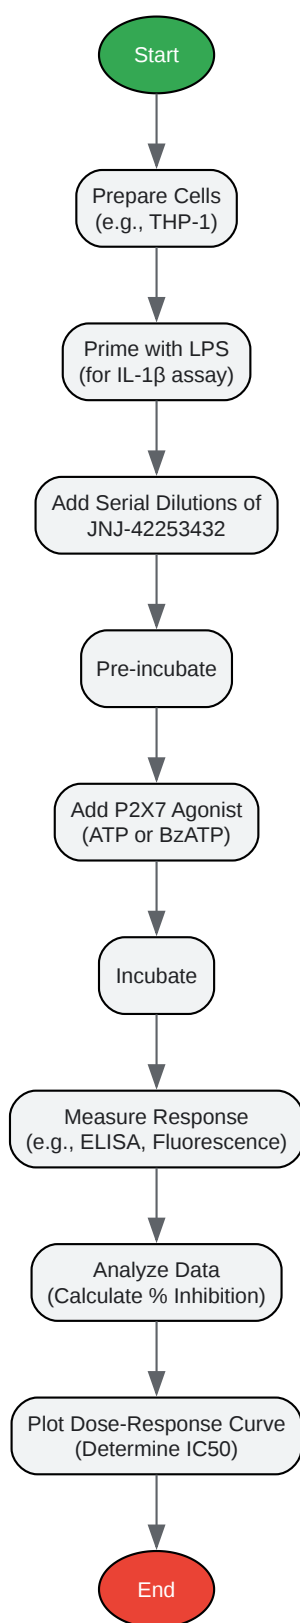 Start
Prepare Cells
(e.g., THP-1)
Prime with LPS
(for IL-1β assay)
Add Serial Dilutions of
JNJ-42253432
Pre-incubate
Add P2X7 Agonist
(ATP or BzATP)
Incubate
Measure Response
(e.g., ELISA, Fluorescence)
Analyze Data
(Calculate % Inhibition)
Plot Dose-Response Curve
(Determine IC50)
End